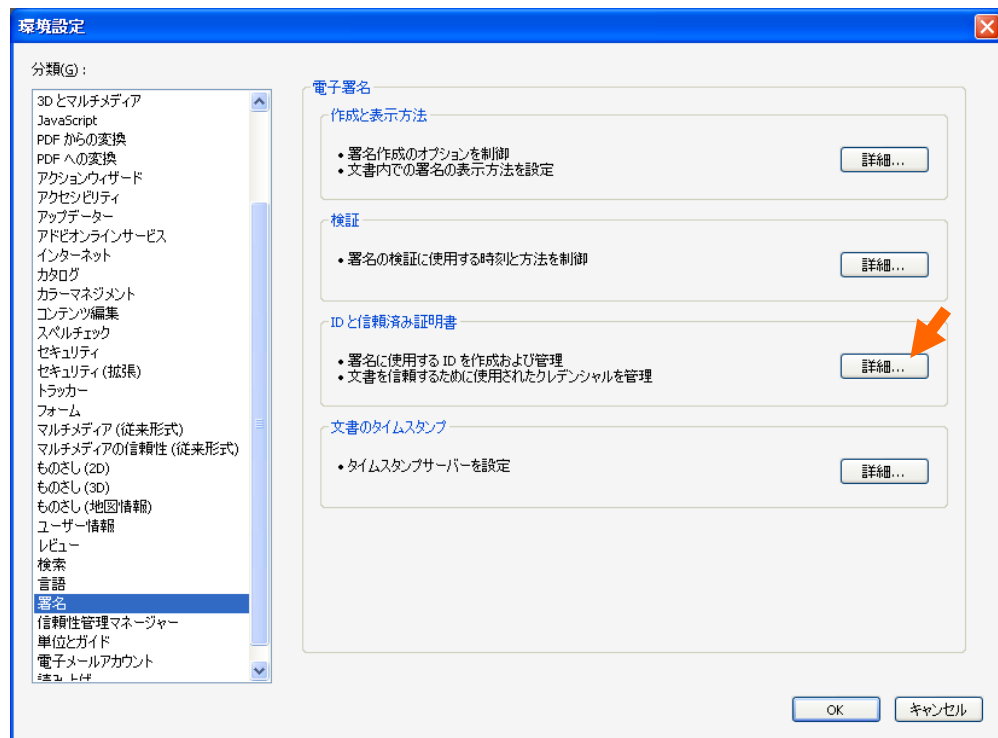 環境設定
分類(G) :
3D とマルチメディア
JavaScript
PDF からの変換
PDF への変換
アクションウィザード
アクセシビリティ
アップデーター
アドビオンラインサービス
インターネット
カタログ
カラーマネジメント
コンテンツ編集
スペルチェック
セキュリティ
セキュリティ (拡張)
トラッカー
フォーム
マルチメディア (従来形式)
マルチメディアの信頼性 (従来形式)
ものさし (2D)
ものさし (3D)
ものさし (地図情報)
ユーザー情報
レビュー
検索
言語
署名
信頼性管理マネージャー
単位とガイド
電子メールアカウント
読み上げ
電子署名
作成と表示方法
• 署名作成のオプションを制御
• 文書内での署名の表示方法を設定
詳細...
検証
• 署名の検証に使用する時刻と方法を制御
詳細...
ID と信頼済み証明書
• 署名に使用する ID を作成および管理
• 文書を信頼するために使用されたクレデンシャルを管理
詳細...
文書のタイムスタンプ
• タイムスタンプサーバーを設定
詳細...
OK
キャンセル